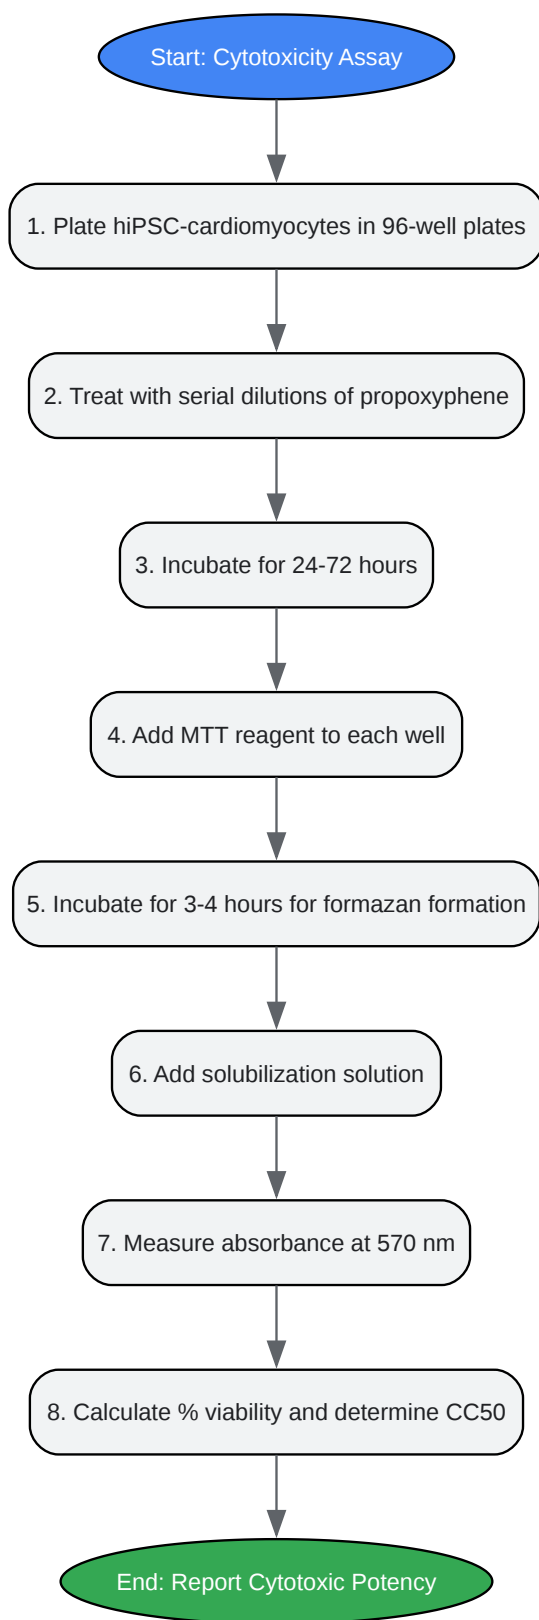 Start: Cytotoxicity Assay
1. Plate hiPSC-cardiomyocytes in 96-well plates
2. Treat with serial dilutions of propoxyphene
3. Incubate for 24-72 hours
4. Add MTT reagent to each well
5. Incubate for 3-4 hours for formazan formation
6. Add solubilization solution
7. Measure absorbance at 570 nm
8. Calculate % viability and determine CC50
End: Report Cytotoxic Potency